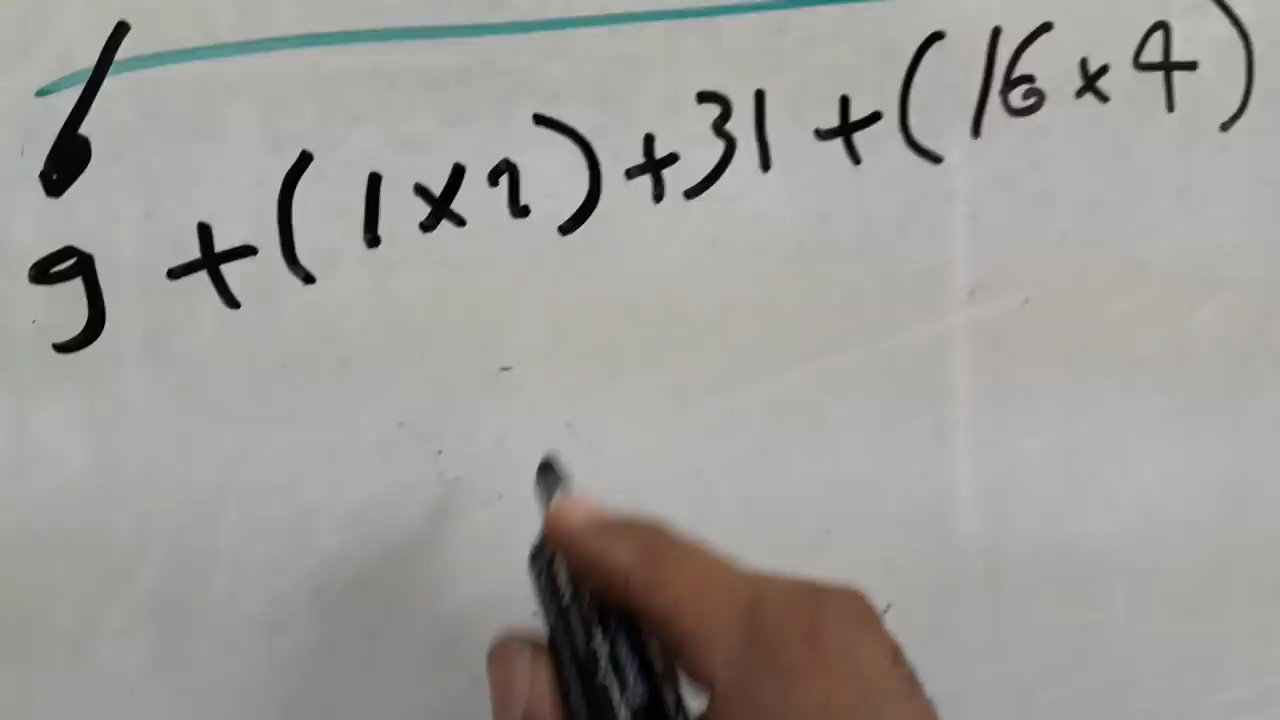 9 + (1 x 2) + 31 + (16 x 4)